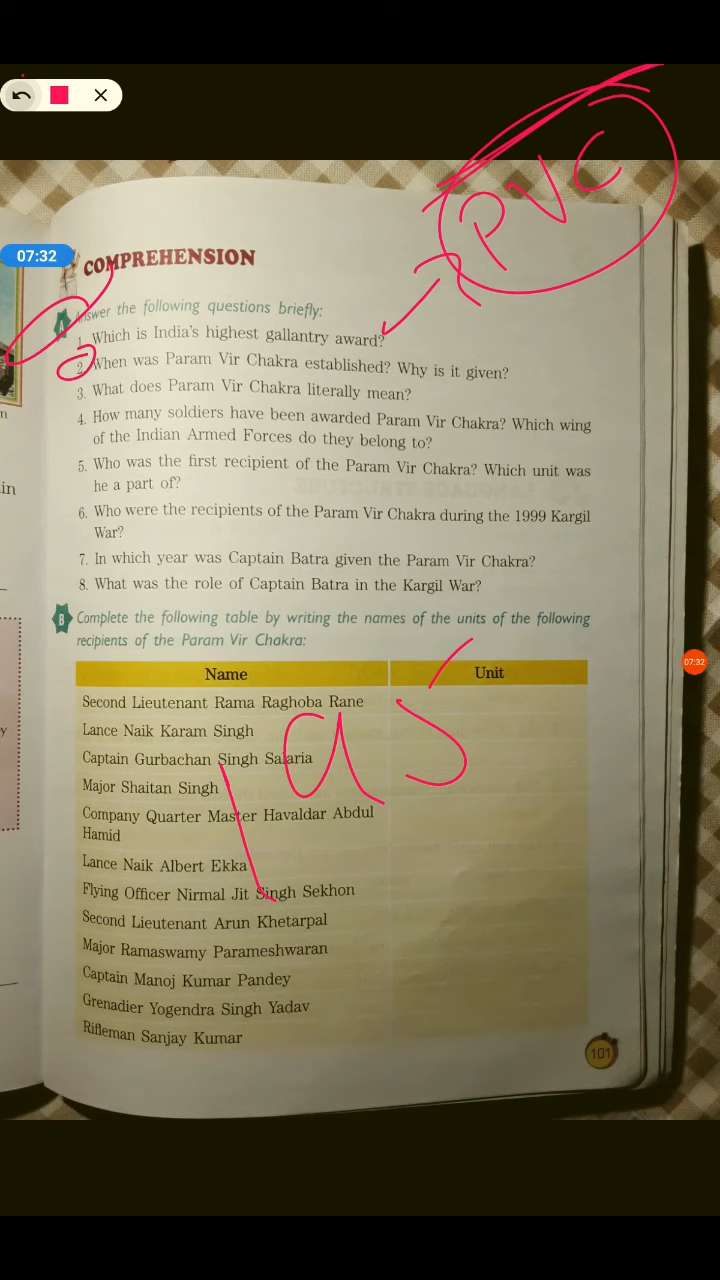 PVC
07:32
COMPREHENSION
A Answer the following questions briefly:
1. Which is India's highest gallantry award?
2. When was Param Vir Chakra established? Why is it given?
3. What does Param Vir Chakra literally mean?
4. How many soldiers have been awarded Param Vir Chakra? Which wing
of the Indian Armed Forces do they belong to?
5. Who was the first recipient of the Param Vir Chakra? Which unit was
he a part of?
6. Who were the recipients of the Param Vir Chakra during the 1999 Kargil
War?
7. In which year was Captain Batra given the Param Vir Chakra?
8. What was the role of Captain Batra in the Kargil War?
B Complete the following table by writing the names of the units of the following
recipients of the Param Vir Chakra:
Name Unit
07:32
Second Lieutenant Rama Raghoba Rane
Lance Naik Karam Singh
Captain Gurbachan Singh Salaria
Major Shaitan Singh
Company Quarter Master Havaldar Abdul
Hamid
Lance Naik Albert Ekka
Flying Officer Nirmal Jit Singh Sekhon
Second Lieutenant Arun Khetarpal
Major Ramaswamy Parameshwaran
Captain Manoj Kumar Pandey
Grenadier Yogendra Singh Yadav
Rifleman Sanjay Kumar
101
in